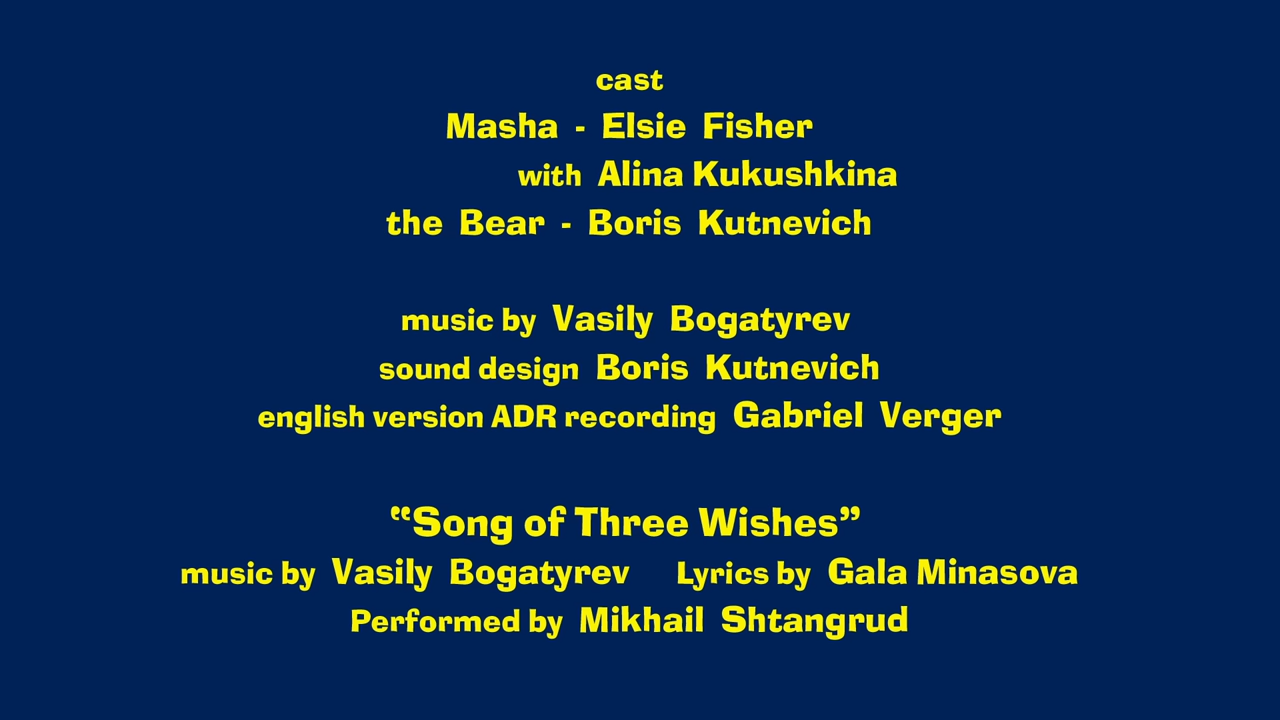 cast
Masha - Elsie Fisher
with Alina Kukushkina
the Bear - Boris Kutnevich
music by Vasily Bogatyrev
sound design Boris Kutnevich
english version ADR recording Gabriel Verger
“Song of Three Wishes”
music by Vasily Bogatyrev Lyrics by Gala Minasova
Performed by Mikhail Shtangrud